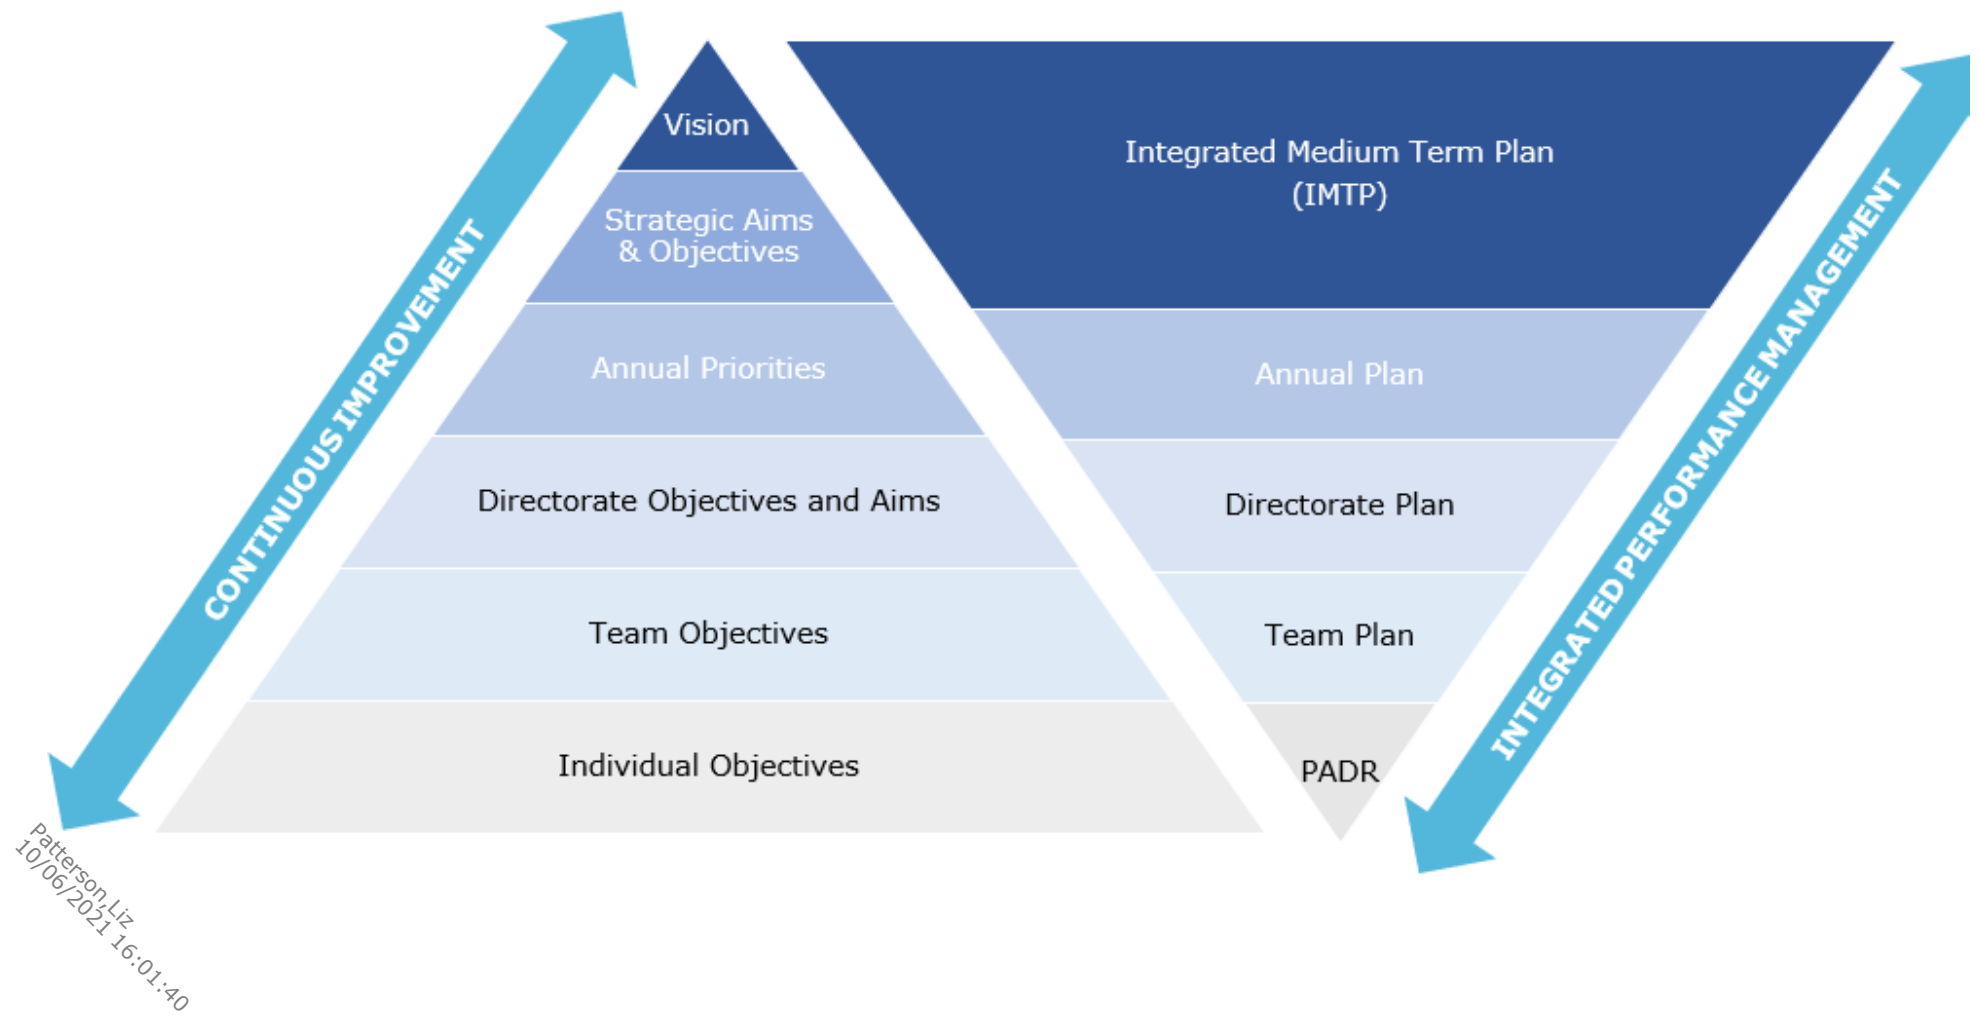 CONTINUOUS IMPROVEMENT
Vision
Strategic Aims
& Objectives
Annual Priorities
Directorate Objectives and Aims
Team Objectives
Individual Objectives
Integrated Medium Term Plan
(IMTP)
Annual Plan
Directorate Plan
Team Plan
PADR
INTEGRATED PERFORMANCE MANAGEMENT
Patterson,Liz
10/06/2021 16:01:40